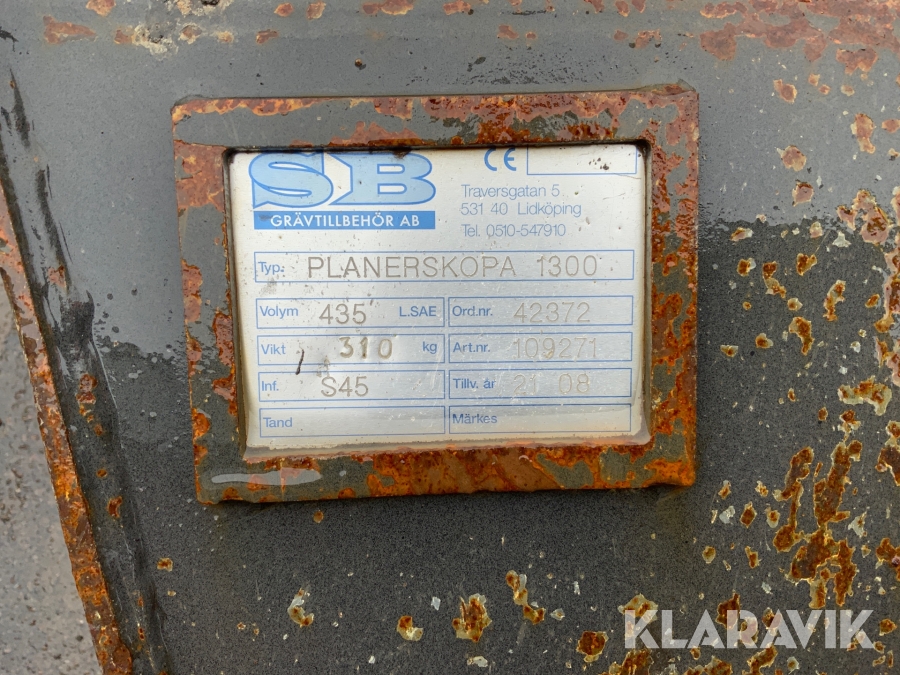 SB
GRÄVTILLBEHÖR AB
CE
Traversgatan 5
531 40 Lidköping
Tel. 0510-547910
Typ. PLANERSKOPA 1300
Volym 435 L.SAE Ord.nr. 42372
Vikt 310 kg Art.nr. 109271
Inf. S45 Tillv. år 21 08
Tand Märkes
KLARAVIK
KLARAVIK